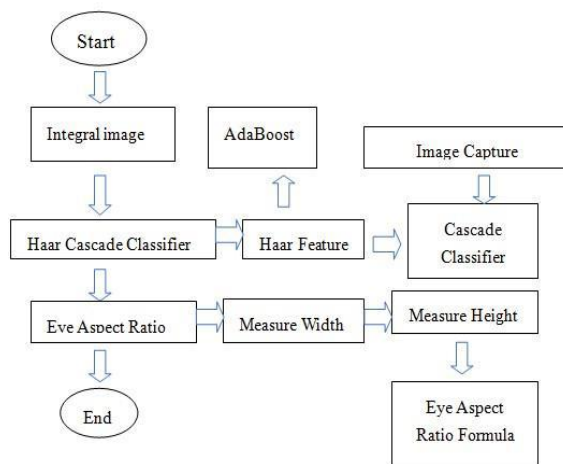 Start
Integral image
AdaBoost
Image Capture
Haar Cascade Classifier
Haar Feature
Cascade
Classifier
Eve Aspect Ratio
Measure Width
Measure Height
End
Eye Aspect
Ratio Formula